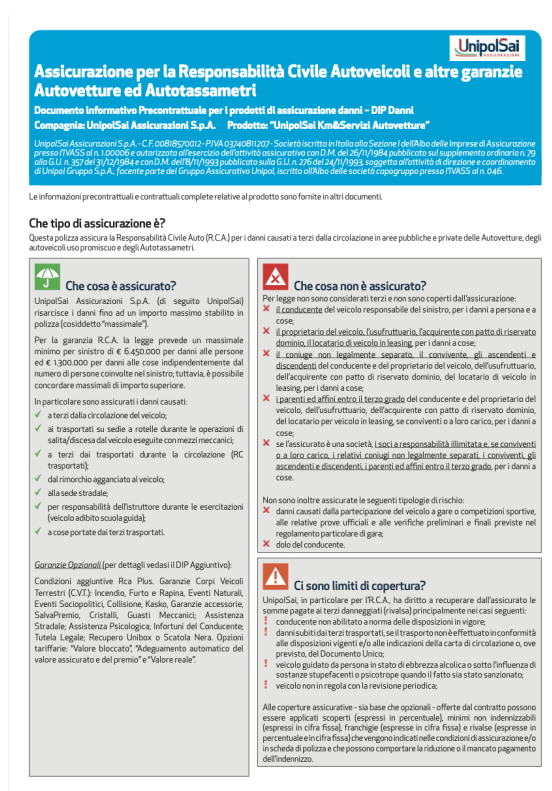 UnipolSai
ASSICURAZIONI
Assicurazione per la Responsabilità Civile Autoveicoli e altre garanzie
Autovetture ed Autotassametri
Documento informativo Precontrattuale per i prodotti di assicurazione danni – DIP Danni
Compagnia: UnipolSai Assicurazioni S.p.A. Prodotto: “UnipolSai Km&Servizi Autovetture”
UnipolSai Assicurazioni S.p.A. - C.F. 00818570012 - P.IVA 03740811207 - Società iscritta in Italia alla Sezione I dell’Albo delle Imprese di Assicurazione
presso l’IVASS al n. 1.00006 e autorizzata all’esercizio dell’attività assicurativa con D.M. del 26/11/1984 pubblicato sul supplemento ordinario n. 79
alla G.U. n. 357 del 31/12/1984 e con D.M. dell’8/11/1993 pubblicato sulla G.U. n. 276 del 24/11/1993, soggetto all’attività di direzione e coordinamento
di Unipol Gruppo S.p.A., facente parte del Gruppo Assicurativo Unipol, iscritto all’Albo delle società capogruppo presso l’IVASS al n. 046.
Le informazioni precontrattuali e contrattuali complete relative al prodotto sono fornite in altri documenti.
Che tipo di assicurazione è?
Questa polizza assicura la Responsabilità Civile Auto (R.C.A.) per i danni causati a terzi dalla circolazione in aree pubbliche e private delle Autovetture, degli
autoveicoli uso promiscuo e degli Autotassametri.
Che cosa è assicurato?
UnipolSai Assicurazioni S.p.A. (di seguito UnipolSai)
risarcisce i danni fino ad un importo massimo stabilito in
polizza (cosiddetto “massimale”).
Per la garanzia R.C.A. la legge prevede un massimale
minimo per sinistro di € 6.450.000 per danni alle persone
ed € 1.300.000 per danni alle cose indipendentemente dal
numero di persone coinvolte nel sinistro; tuttavia, è possibile
concordare massimali di importo superiore.
In particolare sono assicurati i danni causati:
✓ a terzi dalla circolazione del veicolo;
✓ ai trasportati su sedie a rotelle durante le operazioni di
salita/discesa dal veicolo eseguite con mezzi meccanici;
✓ a terzi dai trasportati durante la circolazione (RC
trasportati);
✓ dal rimorchio agganciato al veicolo;
✓ alla sede stradale;
✓ per responsabilità dell’istruttore durante le esercitazioni
(veicolo adibito scuola guida);
✓ a cose portate dai terzi trasportati.
Garanzie Opzionali (per dettagli vedasi il DIP Aggiuntivo):
Condizioni aggiuntive Rca Plus. Garanzie Corpi Veicoli
Terrestri (C.V.T.): Incendio, Furto e Rapina, Eventi Naturali,
Eventi Sociopolitici, Collisione, Kasko, Garanzie accessorie,
SalvaPremio, Cristalli, Guasti Meccanici; Assistenza
Stradale; Assistenza Psicologica; Infortuni del Conducente;
Tutela Legale; Recupero Unibox o Scatola Nera. Opzioni
tariffarie: “Valore bloccato”, “Adeguamento automatico del
valore assicurato e del premio” e “Valore reale”.
Che cosa non è assicurato?
Per legge non sono considerati terzi e non sono coperti dall’assicurazione:
✗ il conducente del veicolo responsabile del sinistro, per i danni a persona e a
cose;
✗ il proprietario del veicolo, l’usufruttuario, l’acquirente con patto di riservato
dominio, il locatario di veicolo in leasing, per i danni a cose;
✗ il coniuge non legalmente separato, il convivente, gli ascendenti e
discendenti del conducente e del proprietario del veicolo, dell’usufruttuario,
dell’acquirente con patto di riservato dominio, del locatario di veicolo in
leasing, per i danni a cose;
✗ i parenti ed affini entro il terzo grado del conducente e del proprietario del
veicolo, dell’usufruttuario, dell’acquirente con patto di riservato dominio,
del locatario per veicolo in leasing, se conviventi o a loro carico, per i danni a
cose;
✗ se l’assicurato è una società, i soci a responsabilità illimitata e, se conviventi
o a loro carico, i relativi coniugi non legalmente separati, i conviventi, gli
ascendenti e discendenti, i parenti ed affini entro il terzo grado, per i danni a
cose.
Non sono inoltre assicurate le seguenti tipologie di rischio:
✗ danni causati dalla partecipazione del veicolo a gare o competizioni sportive,
alle relative prove ufficiali e alle verifiche preliminari e finali previste nel
regolamento particolare di gara;
✗ dolo del conducente.
Ci sono limiti di copertura?
UnipolSai, in particolare per l’R.C.A., ha diritto a recuperare dall’assicurato le
somme pagate ai terzi danneggiati (rivalsa) principalmente nei casi seguenti:
! conducente non abilitato a norma delle disposizioni in vigore;
! danni subiti dai terzi trasportati, se il trasporto non è effettuato in conformità
alle disposizioni vigenti e/o alle indicazioni della carta di circolazione o, ove
previsto, del Documento Unico;
! veicolo guidato da persona in stato di ebbrezza alcolica o sotto l’influenza di
sostanze stupefacenti o psicotrope quando il fatto sia stato sanzionato;
! veicolo non in regola con la revisione periodica;
Alle coperture assicurative - sia base che opzionali - offerte dal contratto possono
essere applicati scoperti (espressi in percentuale), minimi non indennizzabili
(espressi in cifra fissa), franchigie (espresse in cifra fissa) e rivalse (espresse in
percentuale e in cifra fissa) che vengono indicati nelle condizioni di assicurazione e/o
in scheda di polizza e che possono comportare la riduzione o il mancato pagamento
dell’indennizzo.